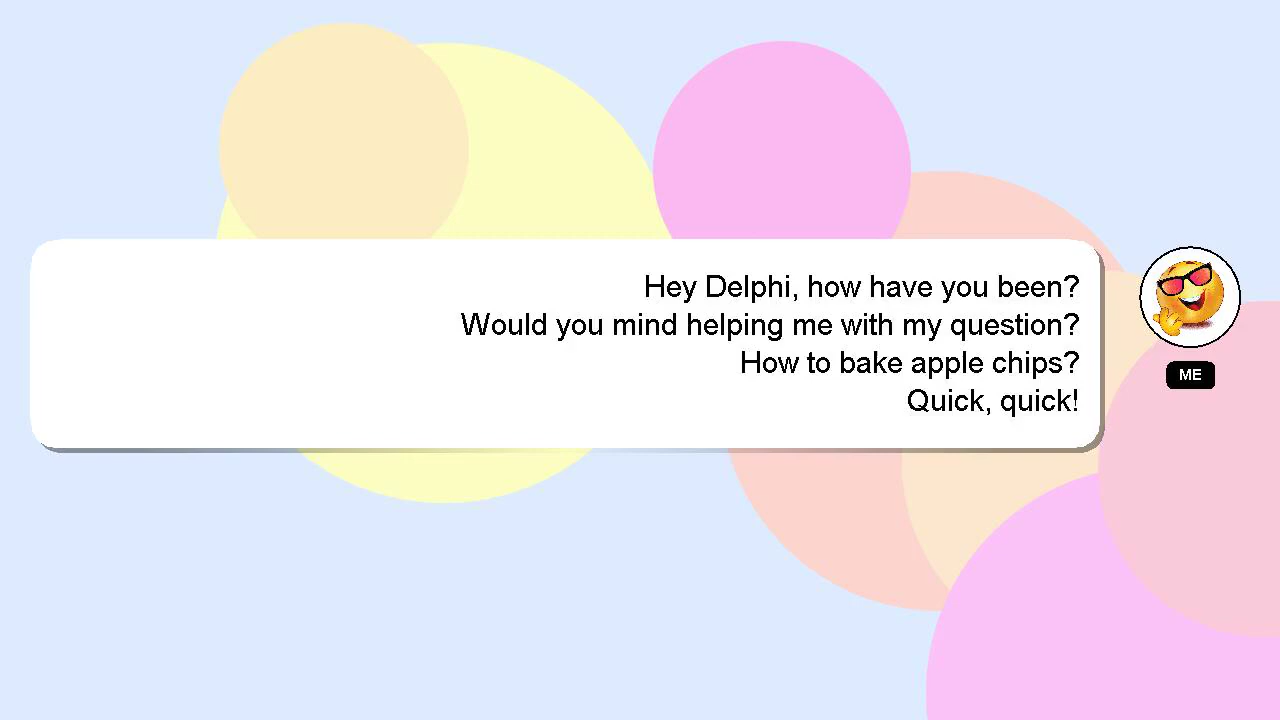 Hey Delphi, how have you been?
Would you mind helping me with my question?
How to bake apple chips?
Quick, quick!
ME